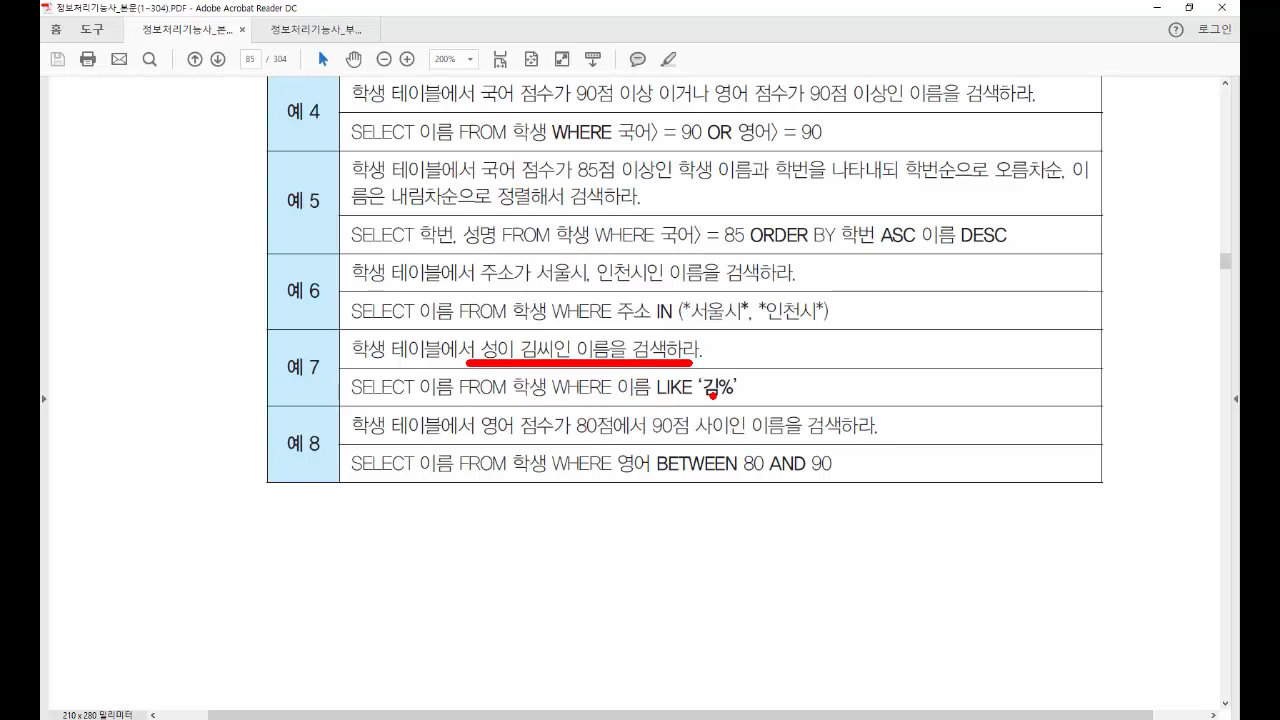 정보처리기능사_본문(1-304).PDF - Adobe Acrobat Reader DC
홈 도구 정보처리기능사_본... × 정보처리기능사_부... 로그인
85 / 304 200%
예 4
학생 테이블에서 국어 점수가 90점 이상 이거나 영어 점수가 90점 이상인 이름을 검색하라.
SELECT 이름 FROM 학생 WHERE 국어〉= 90 OR 영어〉= 90
예 5
학생 테이블에서 국어 점수가 85점 이상인 학생 이름과 학번을 나타내되 학번순으로 오름차순, 이
름은 내림차순으로 정렬해서 검색하라.
SELECT 학번, 성명 FROM 학생 WHERE 국어〉= 85 ORDER BY 학번 ASC 이름 DESC
예 6
학생 테이블에서 주소가 서울시, 인천시인 이름을 검색하라.
SELECT 이름 FROM 학생 WHERE 주소 IN (*서울시*, *인천시*)
예 7
학생 테이블에서 성이 김씨인 이름을 검색하라.
SELECT 이름 FROM 학생 WHERE 이름 LIKE ‘김%’
예 8
학생 테이블에서 영어 점수가 80점에서 90점 사이인 이름을 검색하라.
SELECT 이름 FROM 학생 WHERE 영어 BETWEEN 80 AND 90
210 x 280 밀리미터